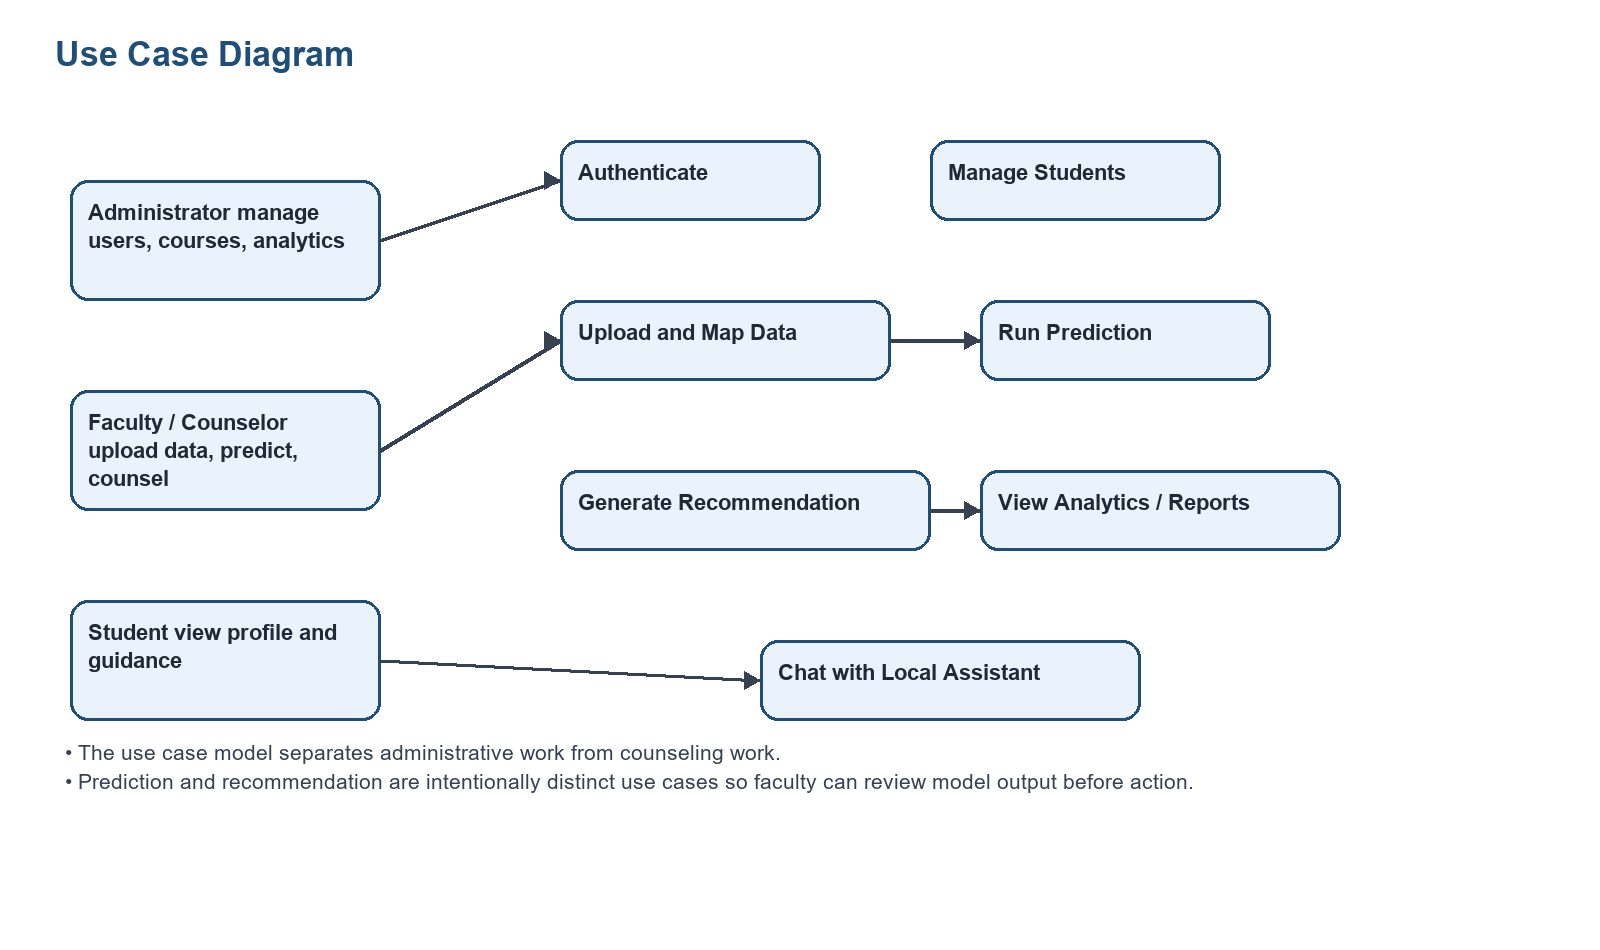 Use Case Diagram
Authenticate
Manage Students
Administrator manage
users, courses, analytics
Upload and Map Data
Run Prediction
Faculty / Counselor
upload data, predict,
counsel
Generate Recommendation
View Analytics / Reports
Student view profile and
guidance
Chat with Local Assistant
• The use case model separates administrative work from counseling work.
• Prediction and recommendation are intentionally distinct use cases so faculty can review model output before action.